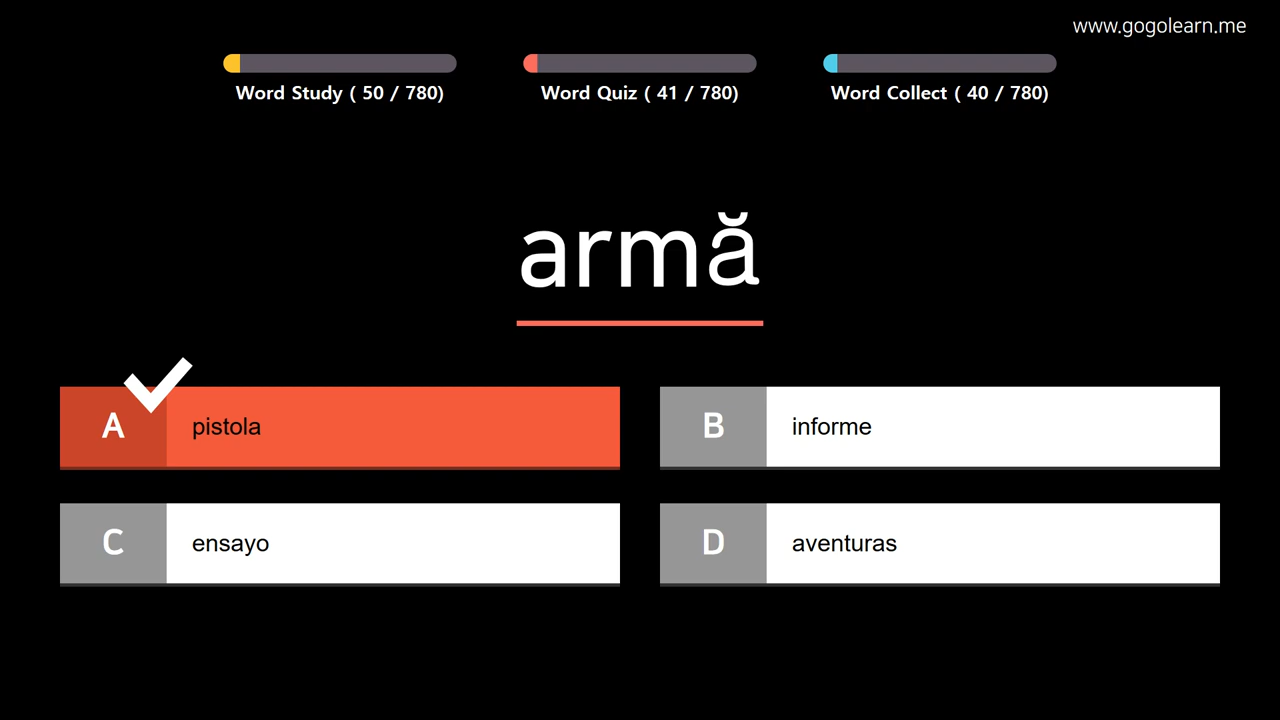 www.gogolearn.me
Word Study ( 50 / 780)
Word Quiz ( 41 / 780)
Word Collect ( 40 / 780)
armă
A pistola
B informe
C ensayo
D aventuras